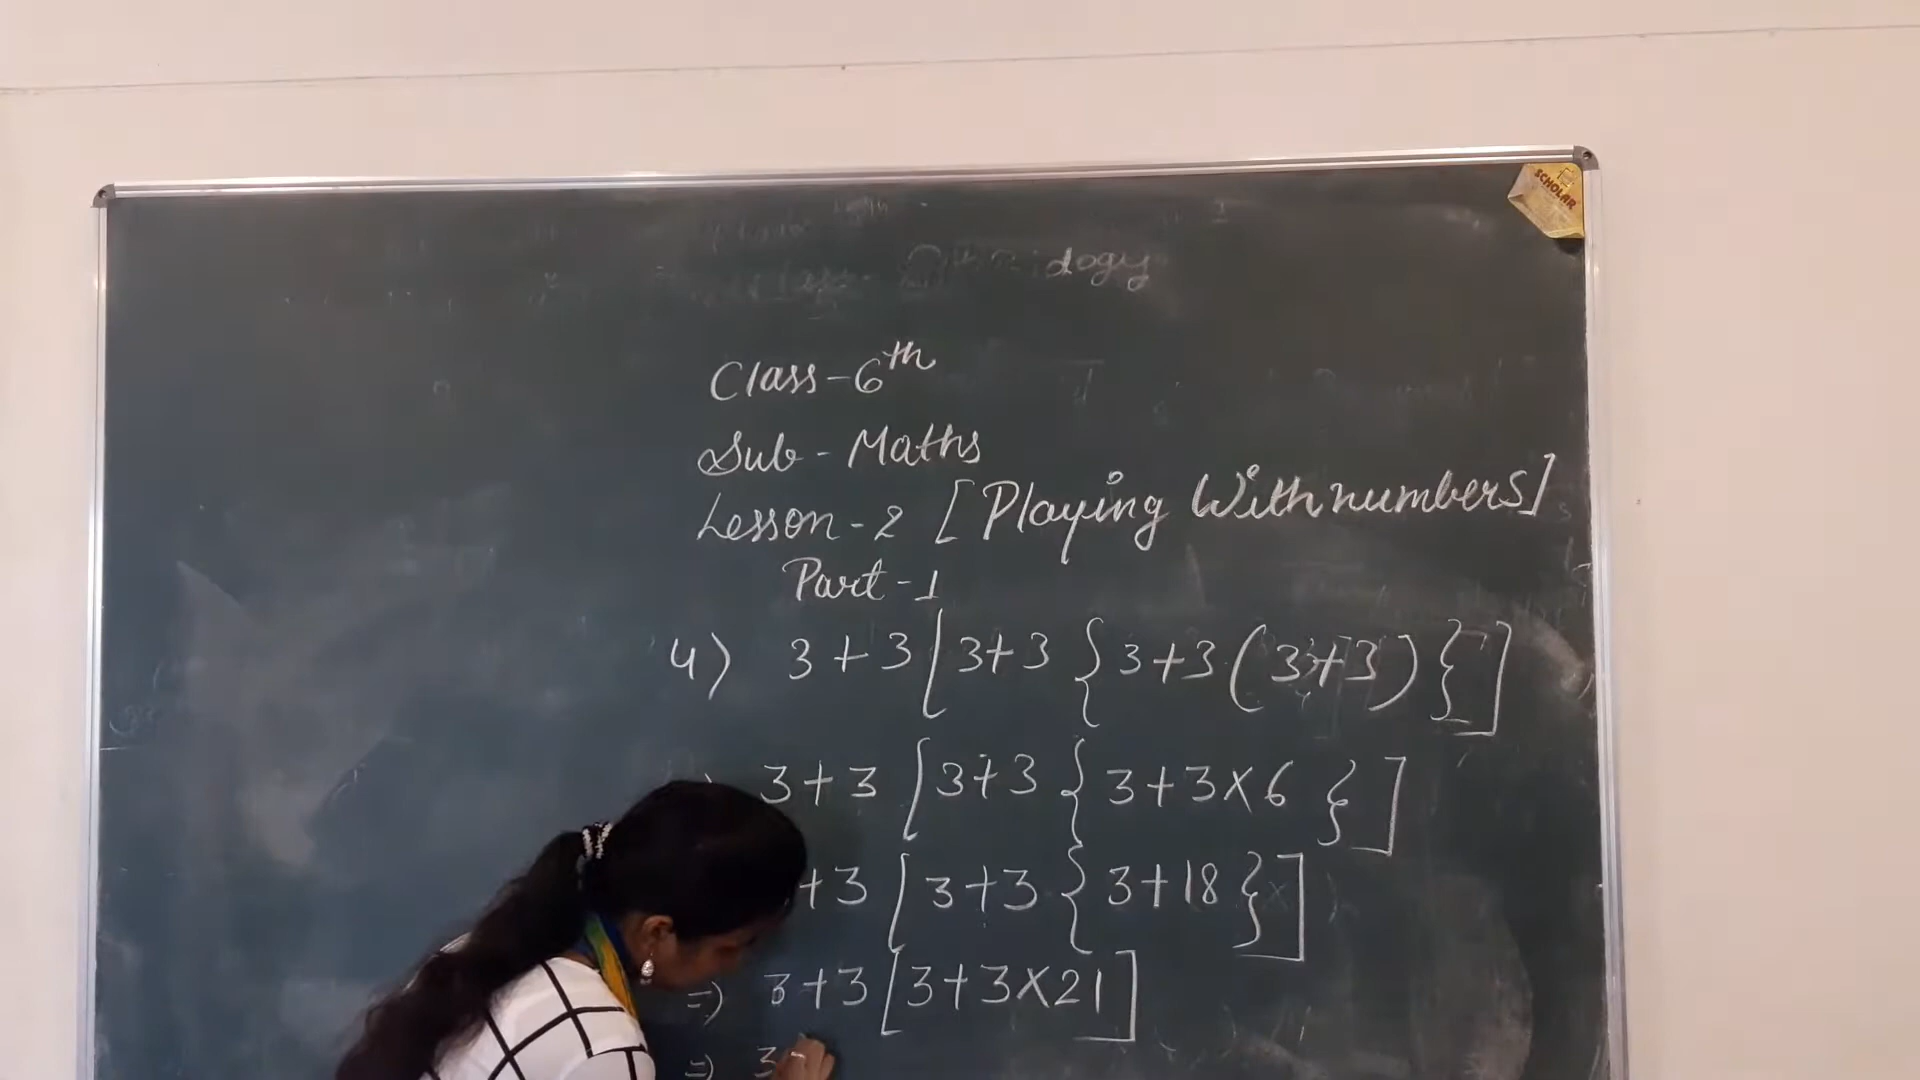 SCHOLAR
dogy
Class-6th
Sub - Maths
Lesson-2 [Playing With numbers]
Part-1
4) 3+3[3+3{3+3(3+3)}]
3+3[3+3{3+3×6}]
+3[3+3{3+18}]
=) 3+3[3+3×21]
=) 3